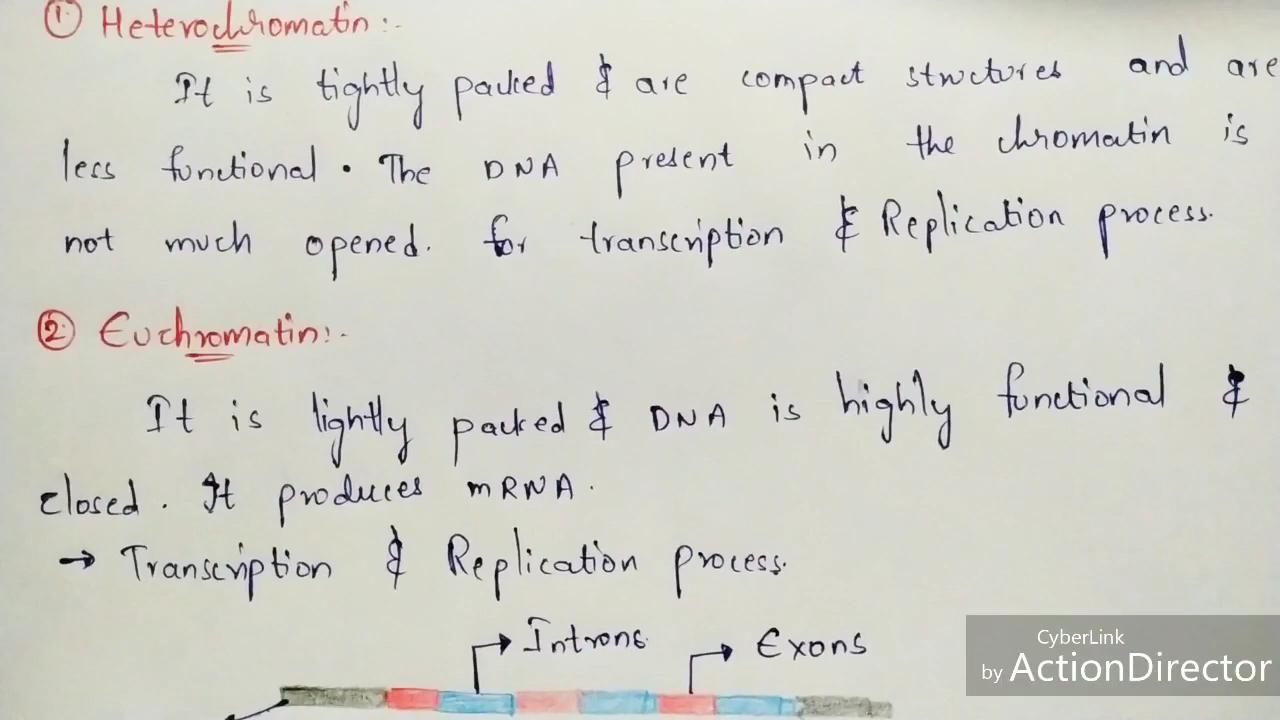 ① Heterochromatin:-
It is tightly packed & are compact structures and are
less functional. The DNA present in the chromatin is
not much opened. for transcription & Replication process.
② Euchromatin:-
It is lightly packed & DNA is highly functional &
closed. It produces mRNA.
→ Transcription & Replication process.
Introns Exons
CyberLink
by ActionDirector